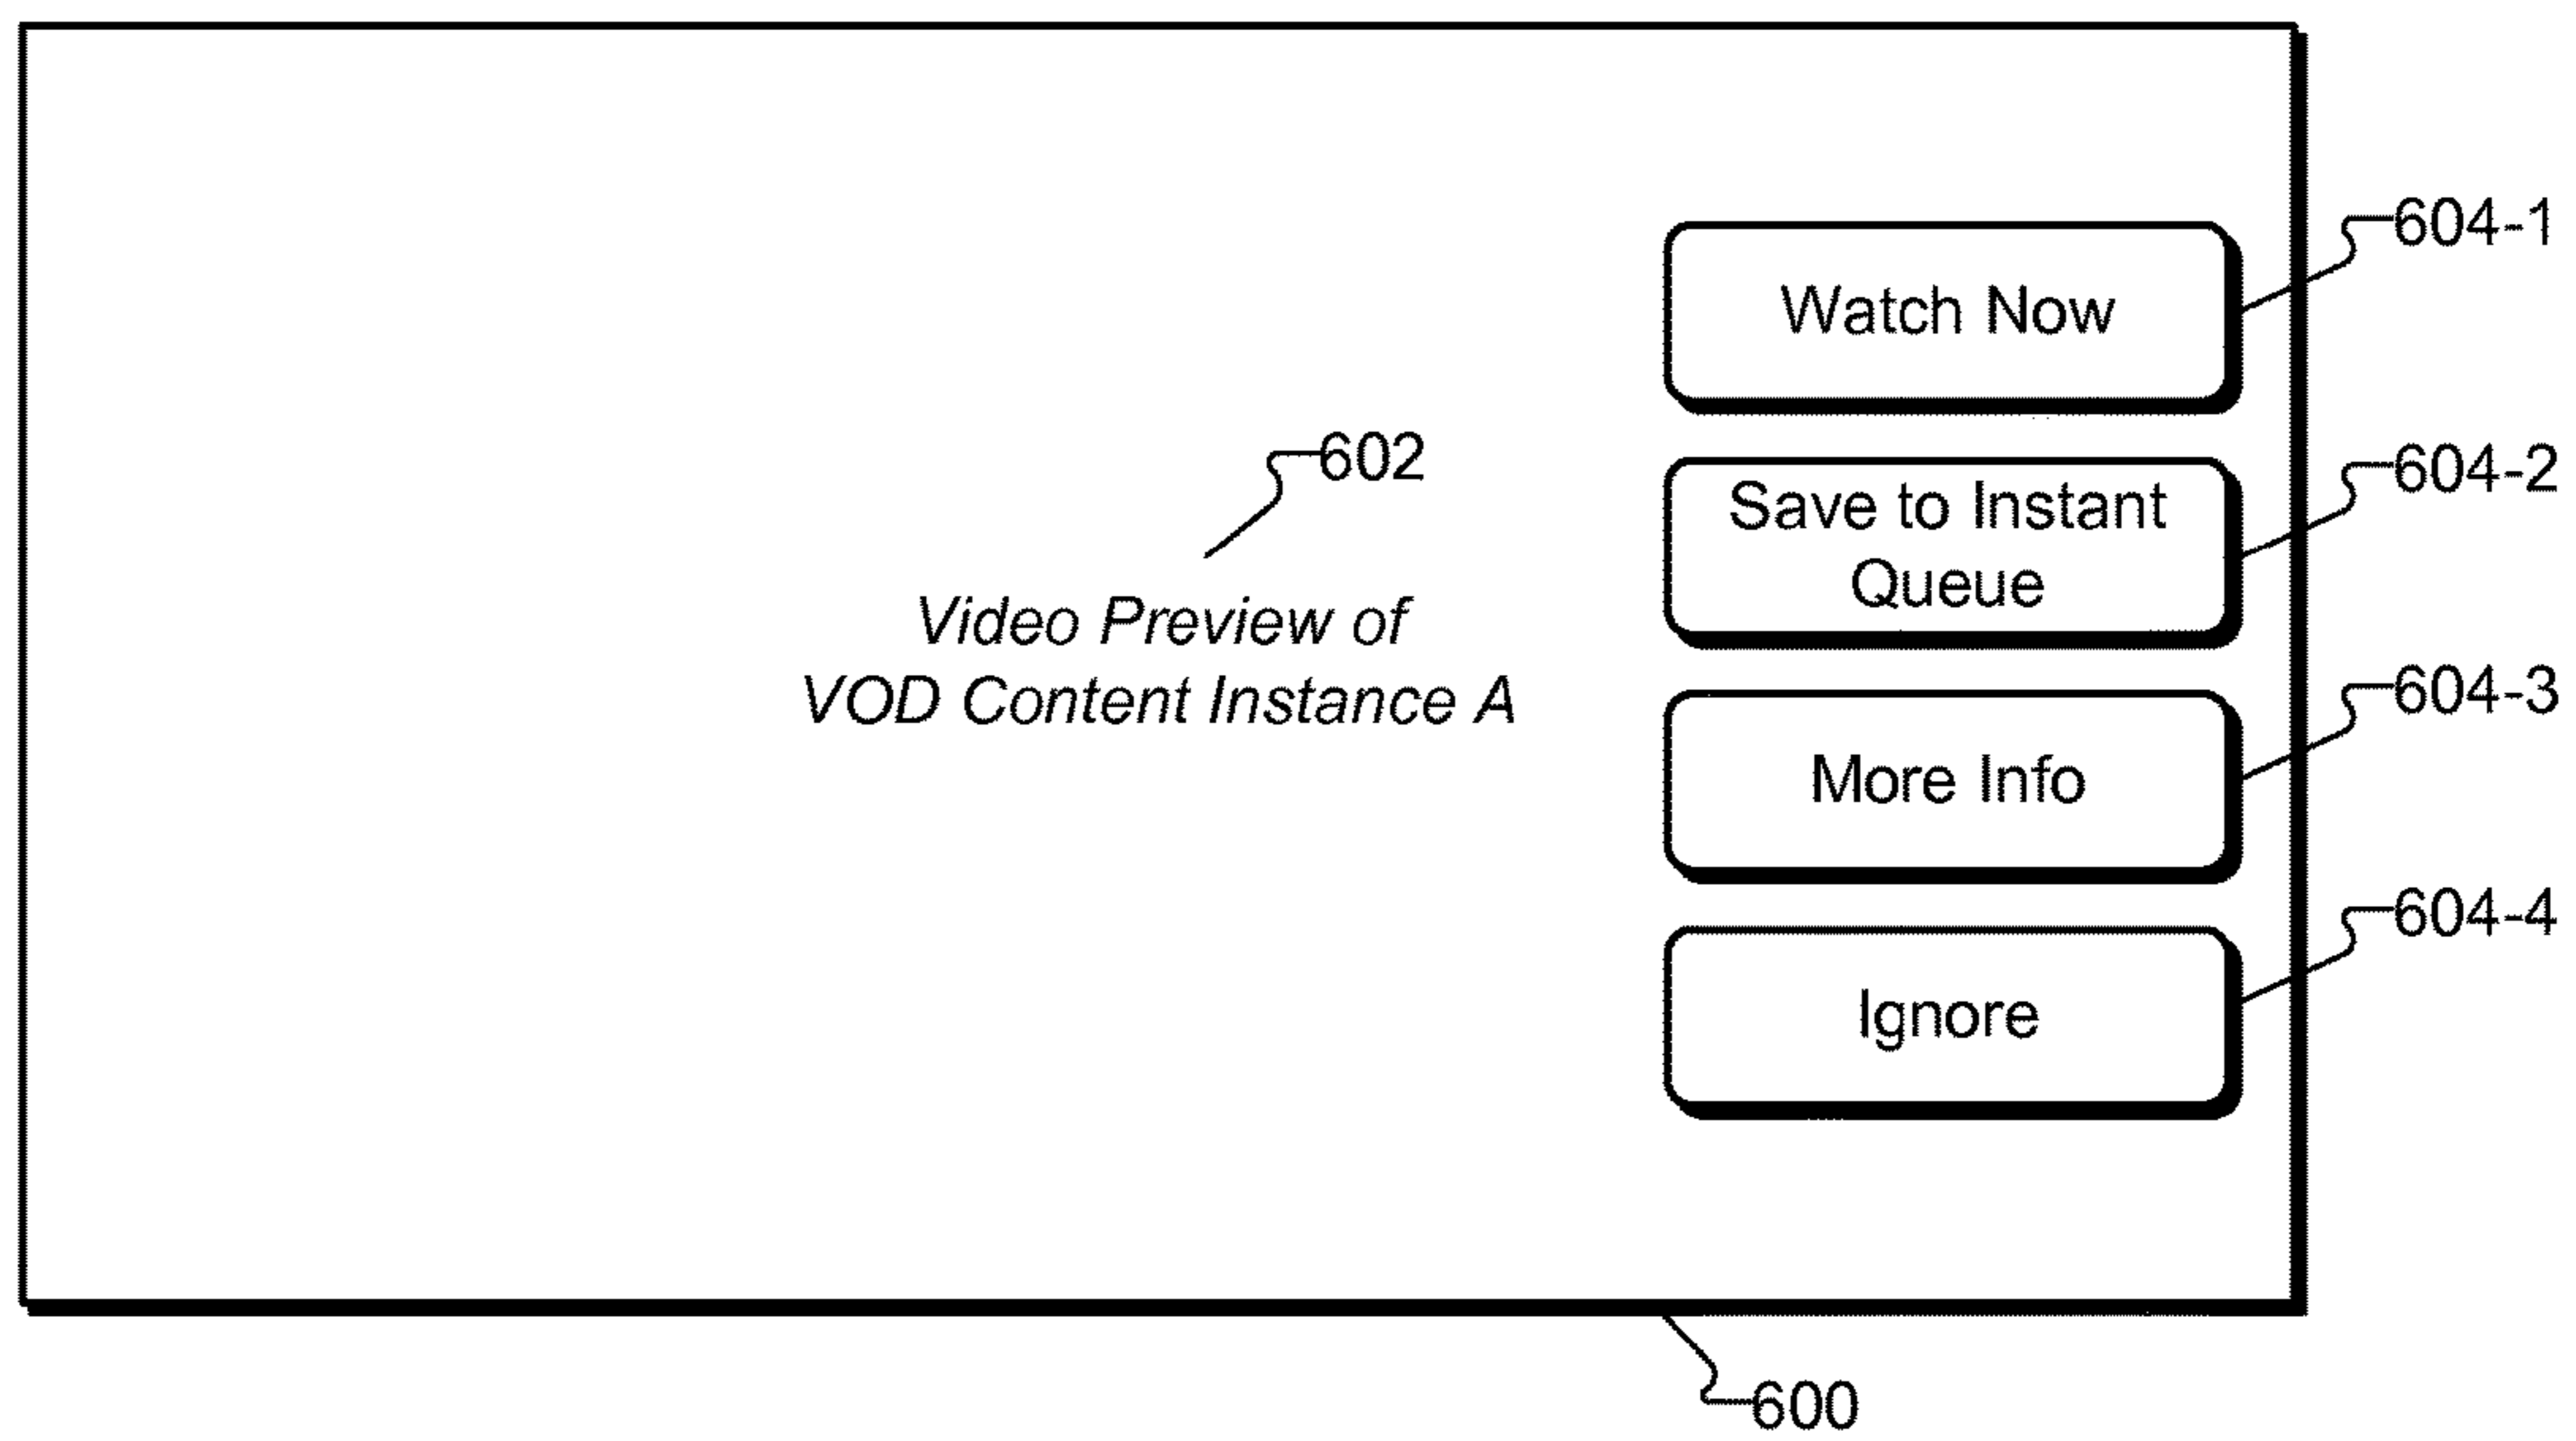 604-1
Watch Now
602
604-2
Save to Instant
Queue
Video Preview of
VOD Content Instance A
604-3
More Info
604-4
Ignore
600